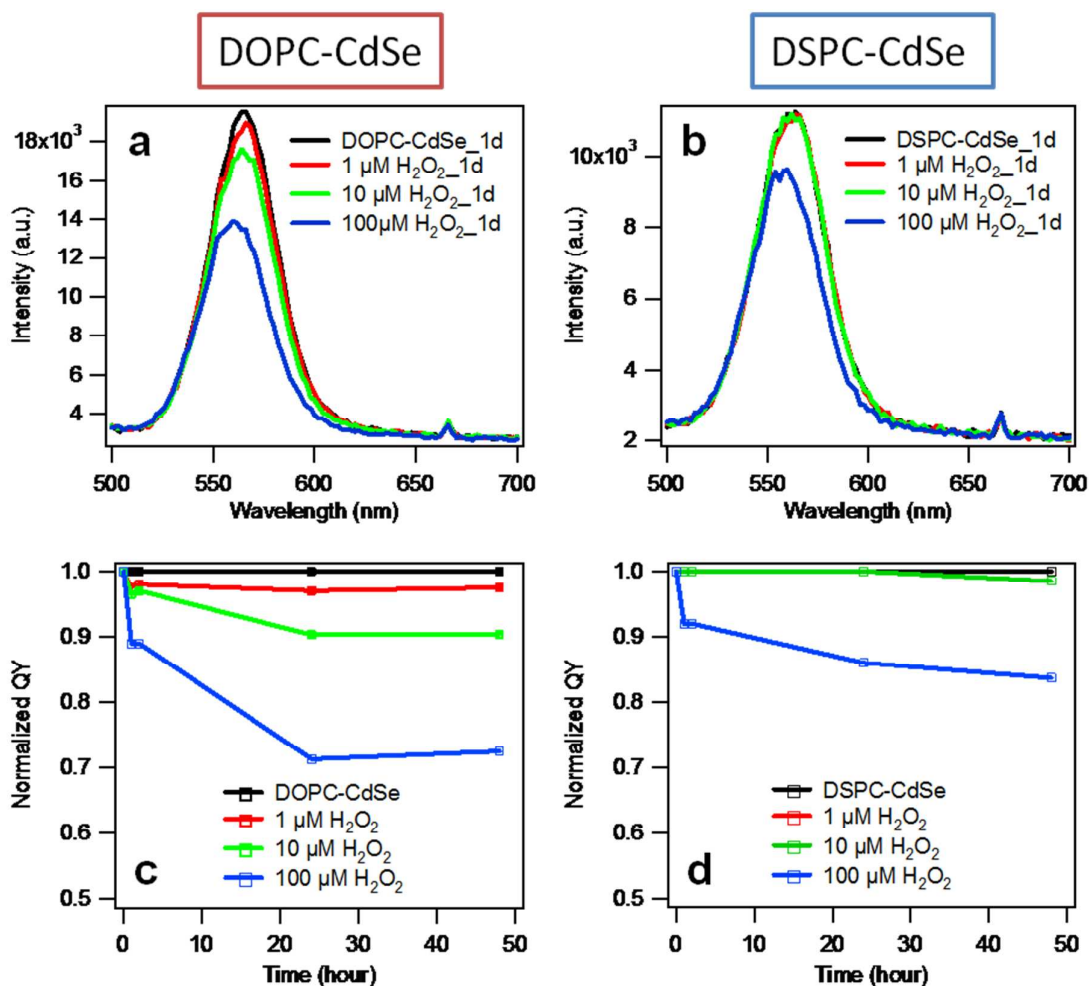 DOPC-CdSe
DSPC-CdSe
a
DOPC-CdSe_1d
1 µM H₂O₂_1d
10 µM H₂O₂_1d
100µM H₂O₂_1d
18x10³
16
14
12
10
8
6
4
Intensity (a.u.)
500
550
600
650
700
Wavelength (nm)
b
DSPC-CdSe_1d
1 µM H₂O₂_1d
10 µM H₂O₂_1d
100 µM H₂O₂_1d
10x10³
8
6
4
2
Intensity (a.u.)
500
550
600
650
700
Wavelength (nm)
1.0
0.9
0.8
0.7
0.6
0.5
Normalized QY
DOPC-CdSe
1 µM H₂O₂
10 µM H₂O₂
100 µM H₂O₂
c
0
10
20
30
40
50
Time (hour)
1.0
0.9
0.8
0.7
0.6
0.5
Normalized QY
DSPC-CdSe
1 µM H₂O₂
10 µM H₂O₂
100 µM H₂O₂
d
0
10
20
30
40
50
Time (hour)